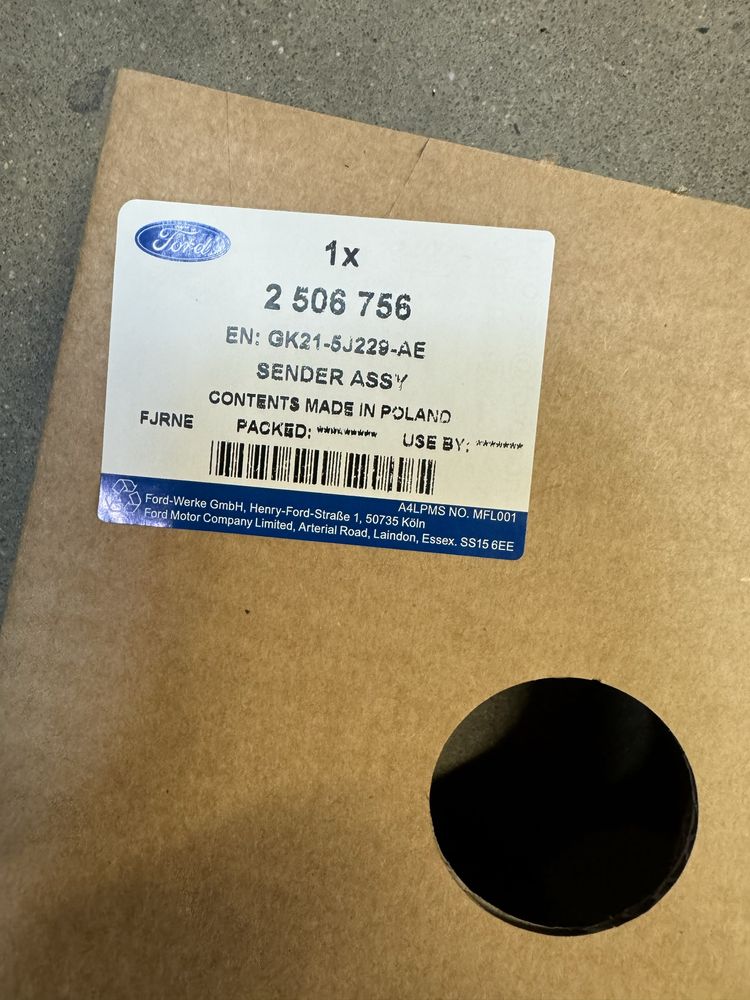 Ford
1x
2 506 756
EN: GK21-5J229-AE
SENDER ASSY
CONTENTS MADE IN POLAND
FJRNE PACKED: **.***** USE BY: *******
A4LPMS NO. MFL001
Ford-Werke GmbH, Henry-Ford-Straße 1, 50735 Köln
Ford Motor Company Limited, Arterial Road, Laindon, Essex. SS15 6EE